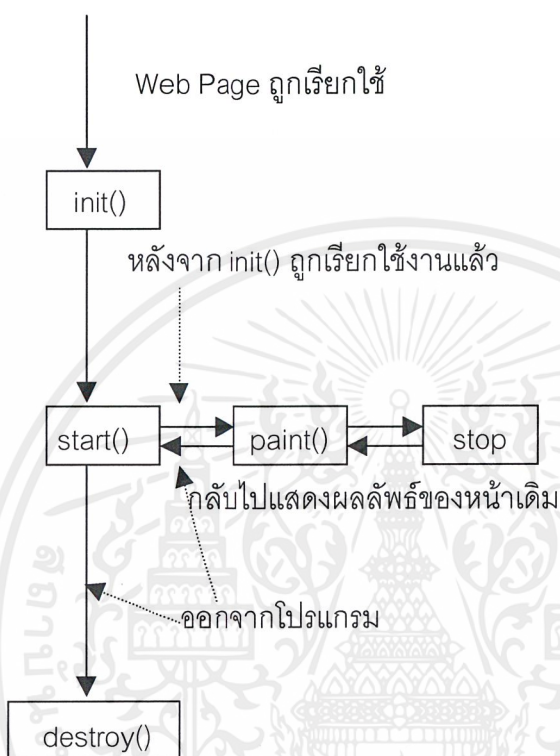 Web Page ถูกเรียกใช้
init()
หลังจาก init() ถูกเรียกใช้งานแล้ว
start()
paint()
stop
กลับไปแสดงผลลัพธ์ของหน้าเดิม
ออกจากโปรแกรม
destroy()